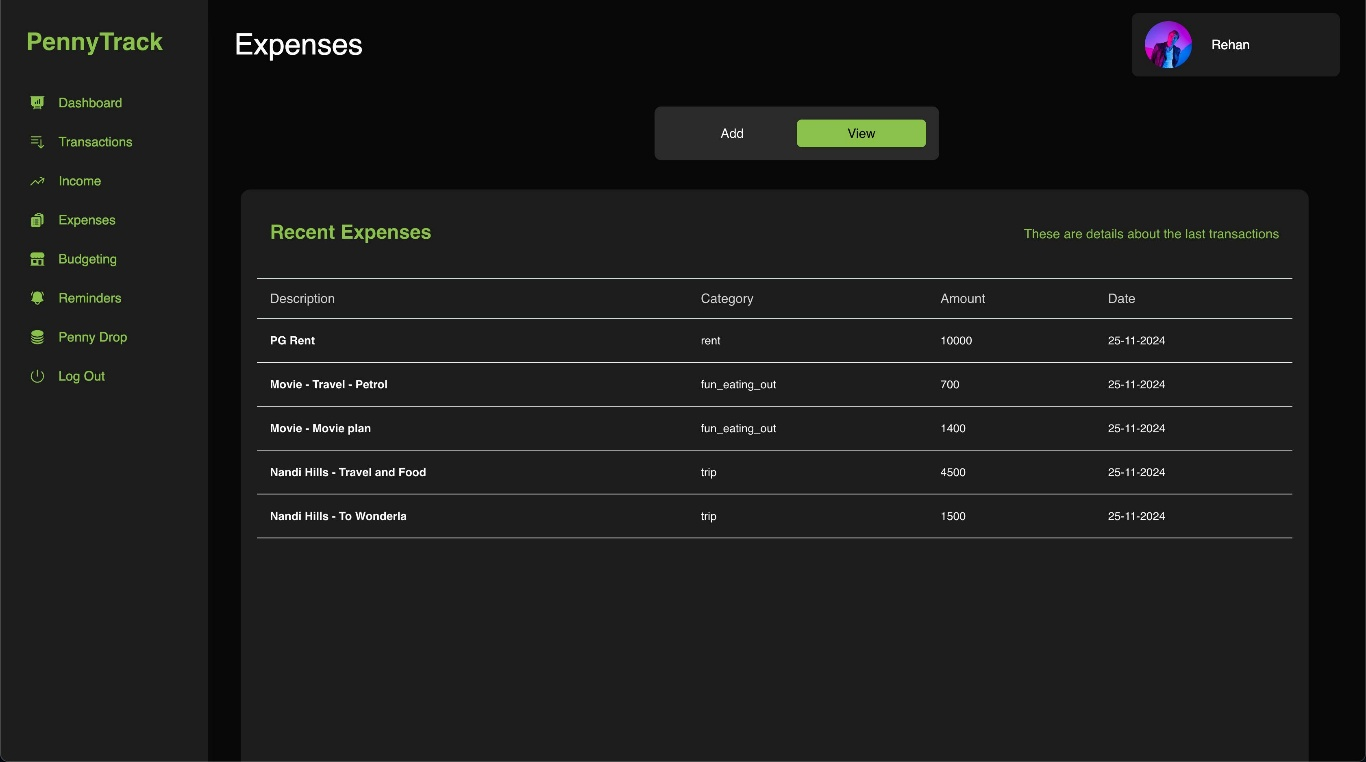 PennyTrack
Dashboard
Transactions
Income
Expenses
Budgeting
Reminders
Penny Drop
Log Out
Expenses
Rehan
Add View
Recent Expenses These are details about the last transactions
Description Category Amount Date
PG Rent rent 10000 25-11-2024
Movie - Travel - Petrol fun_eating_out 700 25-11-2024
Movie - Movie plan fun_eating_out 1400 25-11-2024
Nandi Hills - Travel and Food trip 4500 25-11-2024
Nandi Hills - To Wonderla trip 1500 25-11-2024